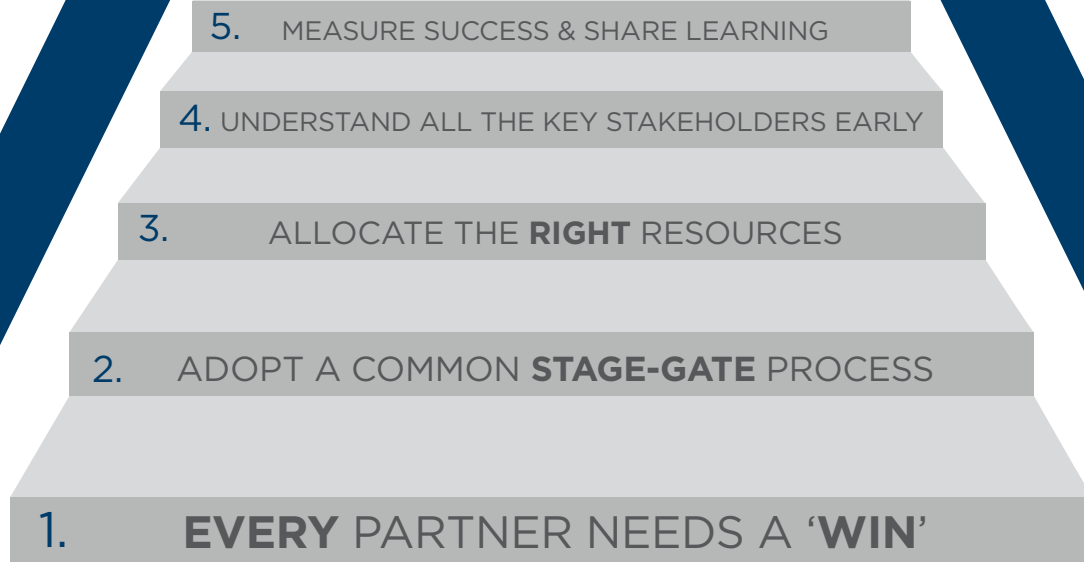 5. MEASURE SUCCESS & SHARE LEARNING
4. UNDERSTAND ALL THE KEY STAKEHOLDERS EARLY
3. ALLOCATE THE RIGHT RESOURCES
2. ADOPT A COMMON STAGE-GATE PROCESS
1. EVERY PARTNER NEEDS A ‘WIN’